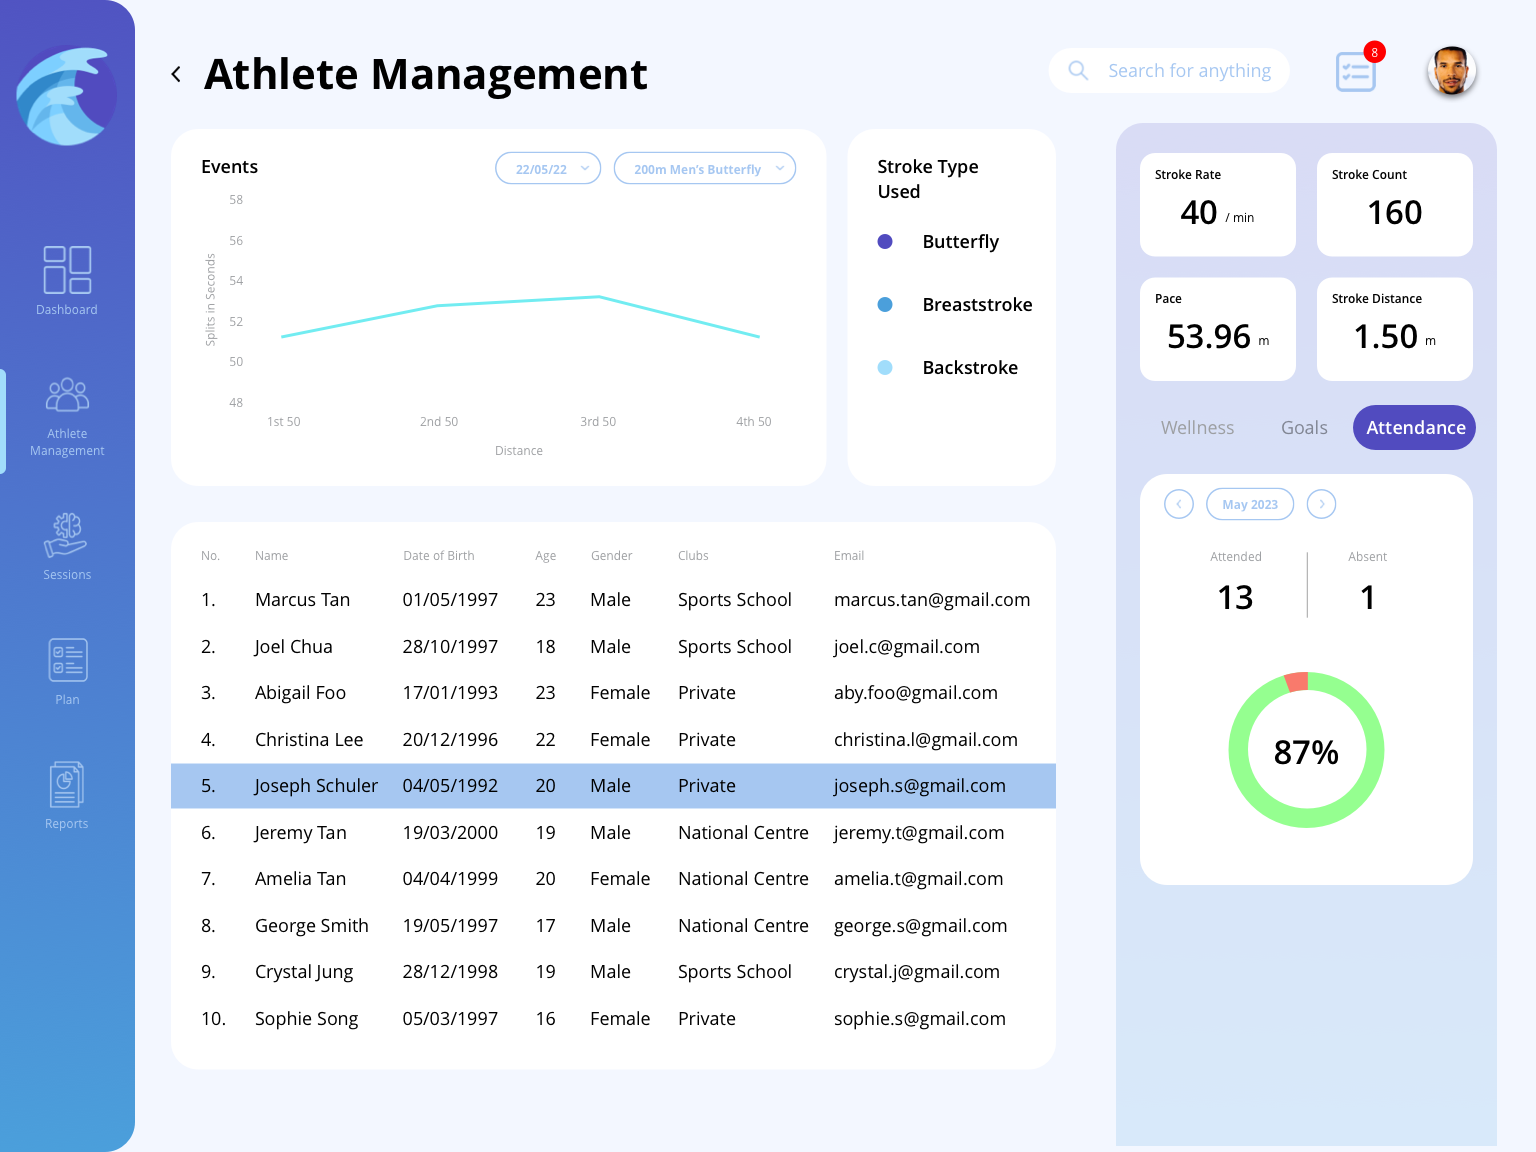 Athlete Management
Search for anything
8
Dashboard
Athlete
Management
Sessions
Plan
Reports
Events
22/05/22
200m Men's Butterfly
58
56
54
52
50
48
Splits in Seconds
1st 50 2nd 50 3rd 50 4th 50
Distance
Stroke Type
Used
Butterfly
Breaststroke
Backstroke
Stroke Rate
40 / min
Stroke Count
160
Pace
53.96 m
Stroke Distance
1.50 m
Wellness Goals Attendance
May 2023
Attended Absent
13 1
87%
No. Name Date of Birth Age Gender Clubs Email
1. Marcus Tan 01/05/1997 23 Male Sports School marcus.tan@gmail.com
2. Joel Chua 28/10/1997 18 Male Sports School joel.c@gmail.com
3. Abigail Foo 17/01/1993 23 Female Private aby.foo@gmail.com
4. Christina Lee 20/12/1996 22 Female Private christina.l@gmail.com
5. Joseph Schuler 04/05/1992 20 Male Private joseph.s@gmail.com
6. Jeremy Tan 19/03/2000 19 Male National Centre jeremy.t@gmail.com
7. Amelia Tan 04/04/1999 20 Female National Centre amelia.t@gmail.com
8. George Smith 19/05/1997 17 Male National Centre george.s@gmail.com
9. Crystal Jung 28/12/1998 19 Male Sports School crystal.j@gmail.com
10. Sophie Song 05/03/1997 16 Female Private sophie.s@gmail.com